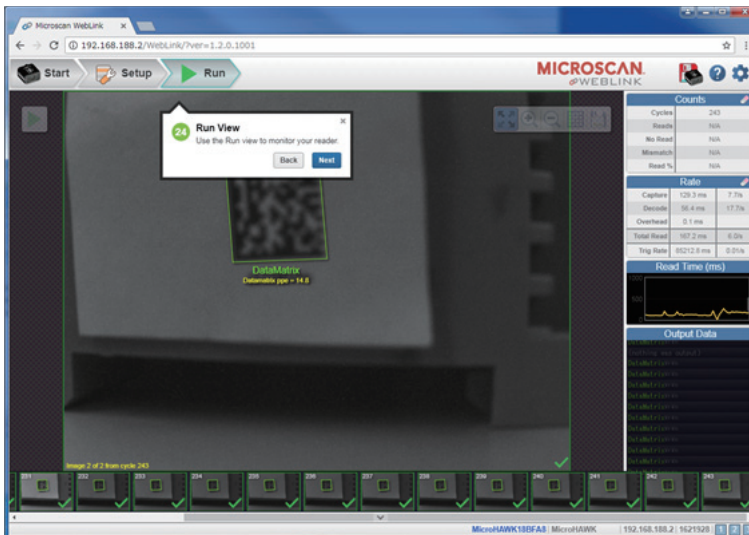 Microscan WebLink
192.168.188.2/WebLink/?ver=1.2.0.1001
Start
Setup
Run
MICROSCAN
WEBLINK
24
Run View
Use the Run view to monitor your reader.
Back
Next
DataMatrix
Datamatrix ppe = 14.8
Image 2 of 2 from cycle 243
Counts
Cycles 243
Reads N/A
No Read N/A
Mismatch N/A
Read % N/A
Rate
Capture 129.3 ms 7.7/s
Decode 56.4 ms 17.7/s
Overhead 0.1 ms
Total Read 167.2 ms 6.0/s
Trig Rate 85212.8 ms 0.01/s
Read Time (ms)
1200
500
0
Output Data
231 232 233 234 235 236 237 238 239 240 241 242 243
MicroHAWK18BFA8 MicroHAWK 192.168.188.2 1621928 1 2